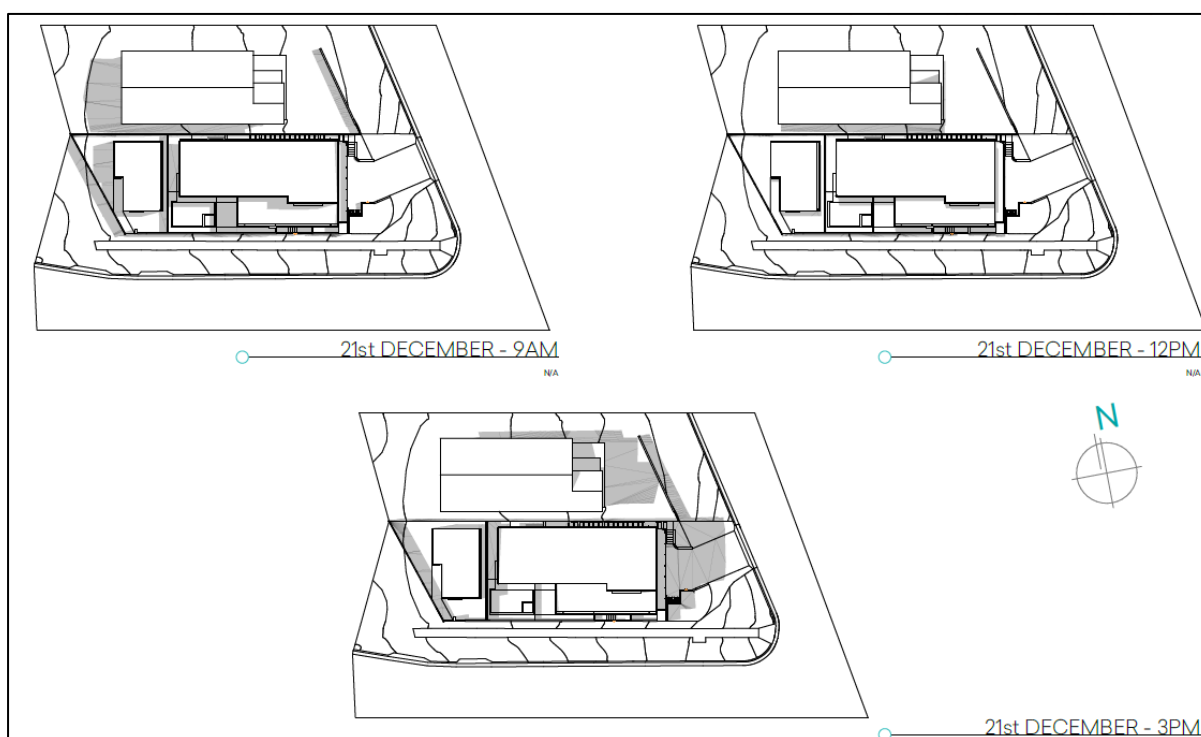 21st DECEMBER - 9AM
N/A
21st DECEMBER - 12PM
N/A
N
21st DECEMBER - 3PM